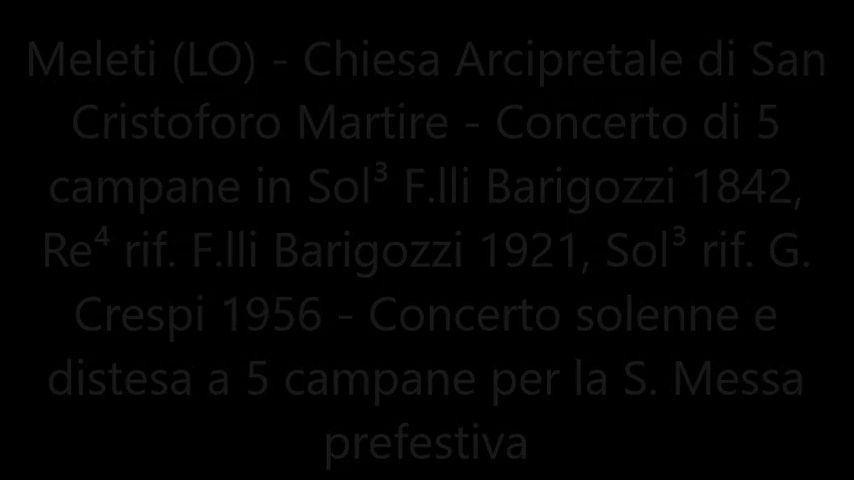 Meleti (LO) - Chiesa Arcipretale di San
Cristoforo Martire - Concerto di 5
campane in Sol³ F.lli Barigozzi 1842,
Re⁴ rif. F.lli Barigozzi 1921, Sol³ rif. G.
Crespi 1956 - Concerto solenne e
distesa a 5 campane per la S. Messa
prefestiva